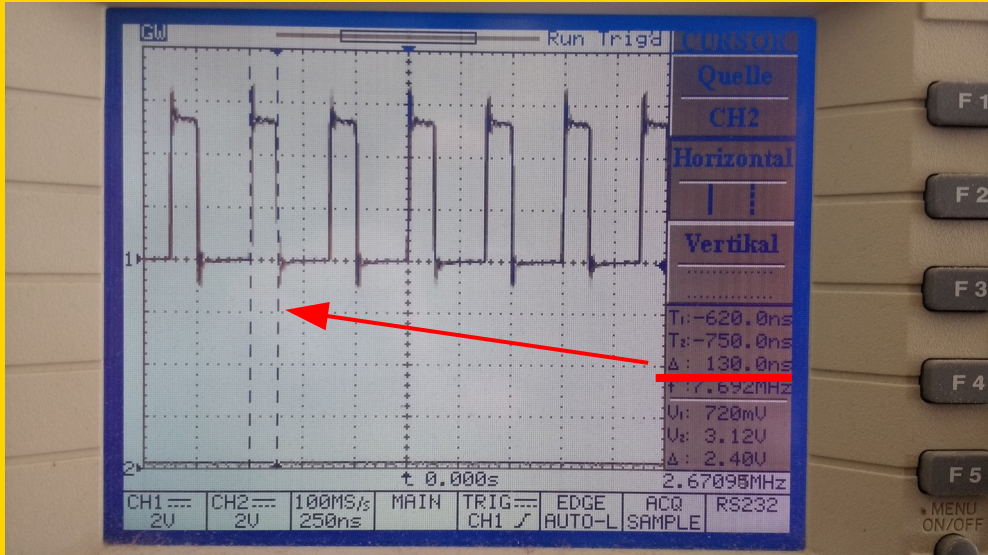 GW
Run Trig'd
CURSOR
Quelle
CH2
Horizontal
Vertikal
T1:-620.0ns
T2:-750.0ns
Δ: 130.0ns
f:7.692MHz
V1: 720mV
V2: 3.12V
Δ: 2.40V
1
2
t 0.000s
CH1 2V
CH2 2V
100MS/s 250ns
MAIN
TRIG CH1
EDGE AUTO-L
ACQ SAMPLE
RS232
F 1
F 2
F 3
F 4
F 5
MENU
ON/OFF